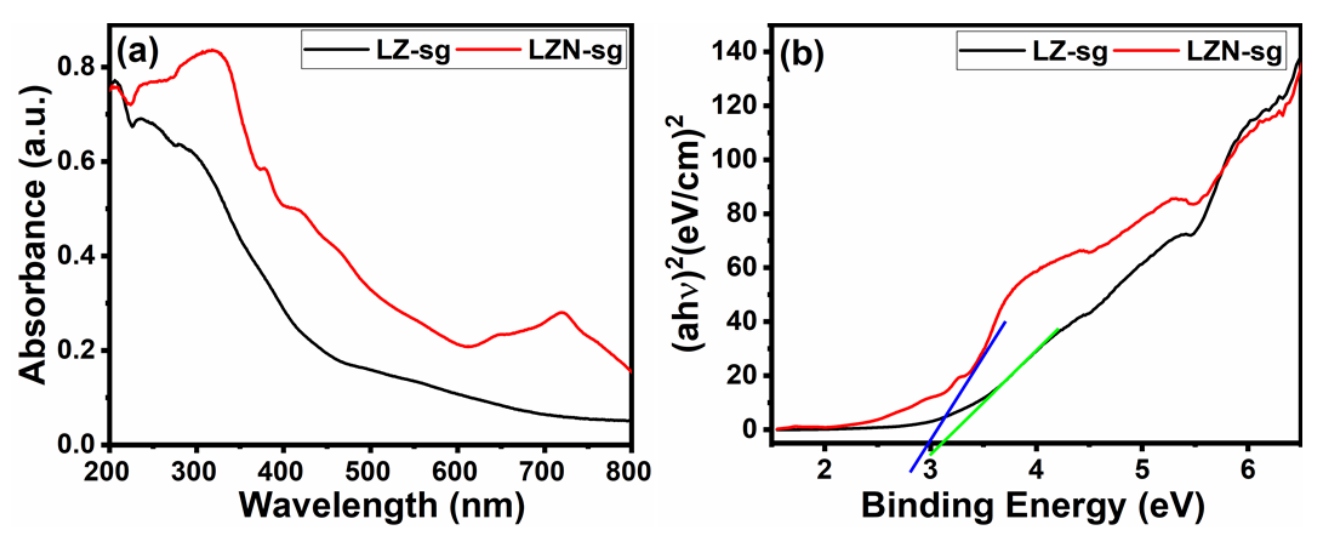 (a)
LZ-sg
LZN-sg
Absorbance (a.u.)
0.8
0.6
0.4
0.2
0.0
200
300
400
500
600
700
800
Wavelength (nm)
(b)
LZ-sg
LZN-sg
(ahν)²(eV/cm)²
140
120
100
80
60
40
20
0
2
3
4
5
6
Binding Energy (eV)